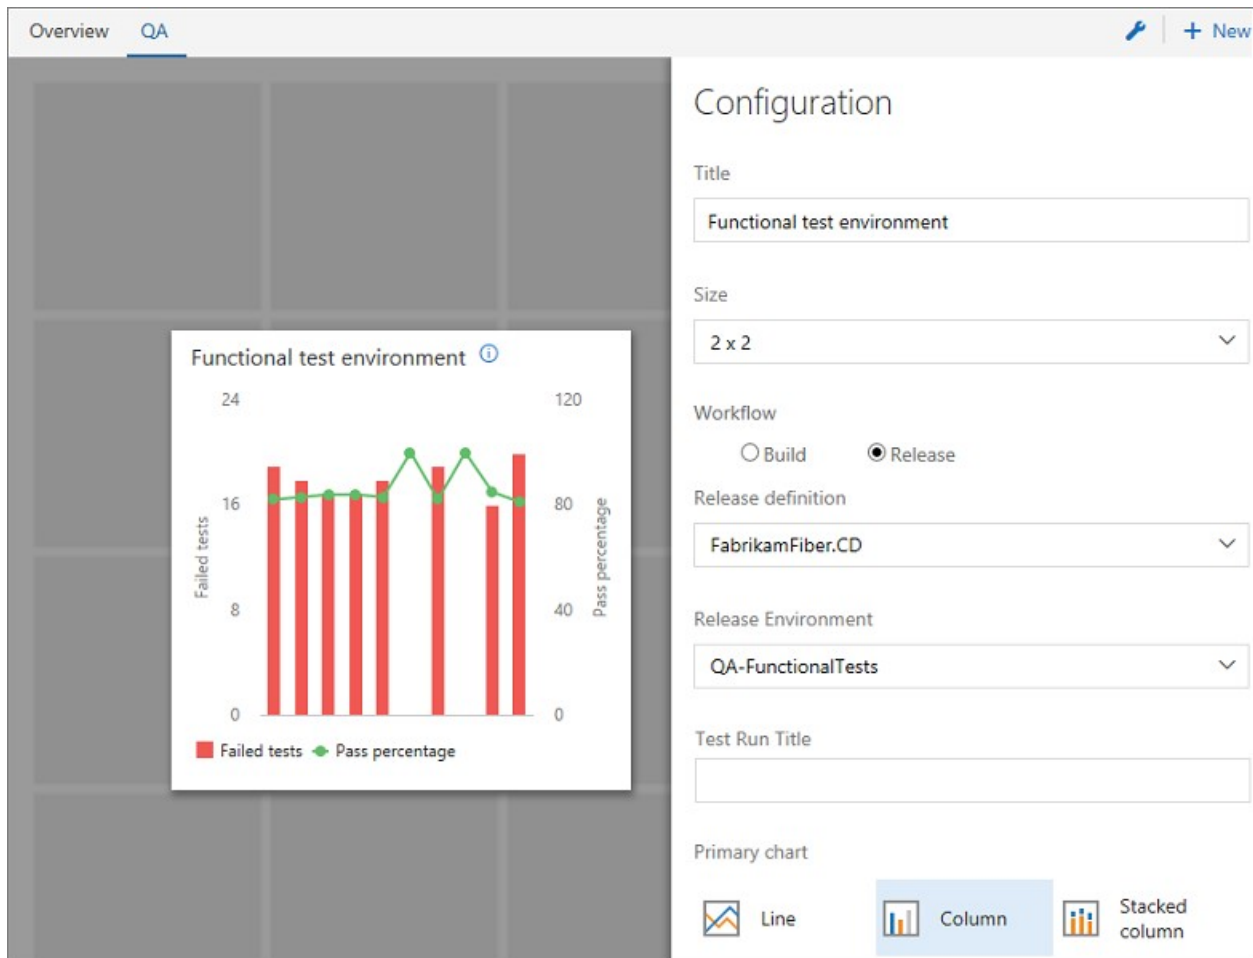 Overview QA
+ New
Configuration
Title
Functional test environment
Size
2 x 2
Workflow
Build Release
Release definition
FabrikamFiber.CD
Release Environment
QA-FunctionalTests
Test Run Title
Primary chart
Line
Column
Stacked
column
Functional test environment
24 120
16 80
8 40
0 0
Failed tests
Pass percentage
Failed tests Pass percentage